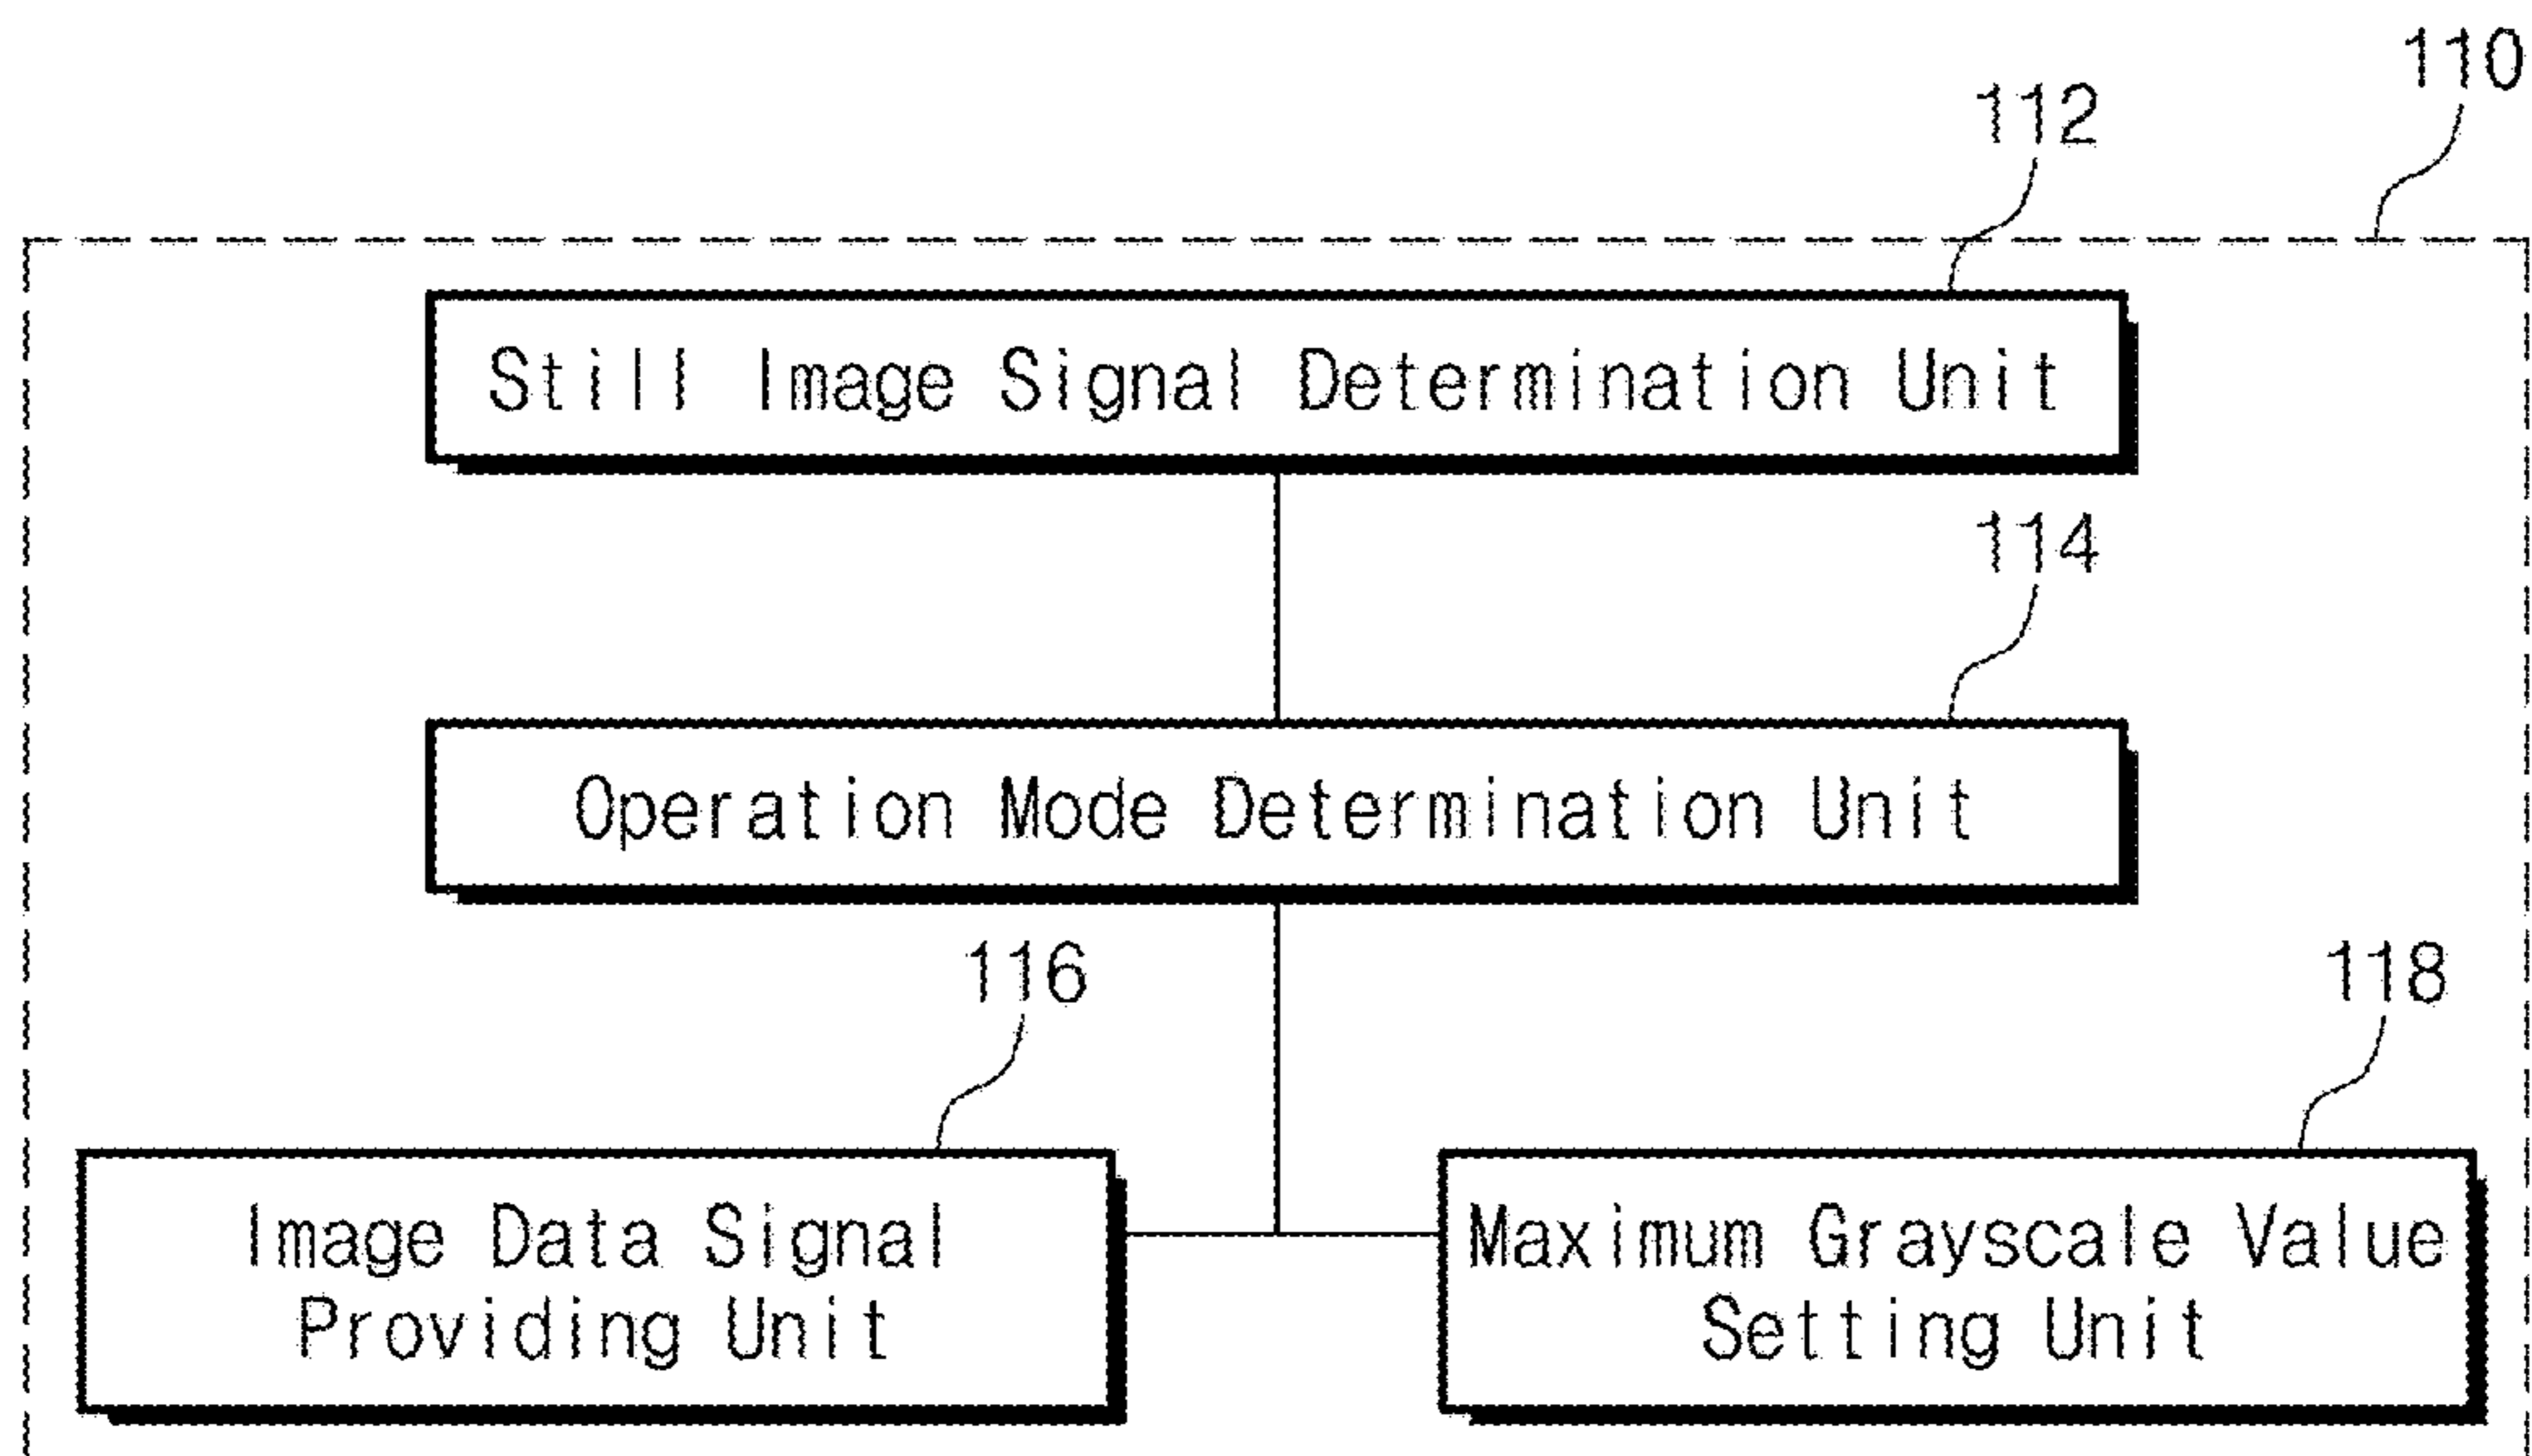 110
112
Still Image Signal Determination Unit
114
Operation Mode Determination Unit
116
118
Image Data Signal
Providing Unit
Maximum Grayscale Value
Setting Unit